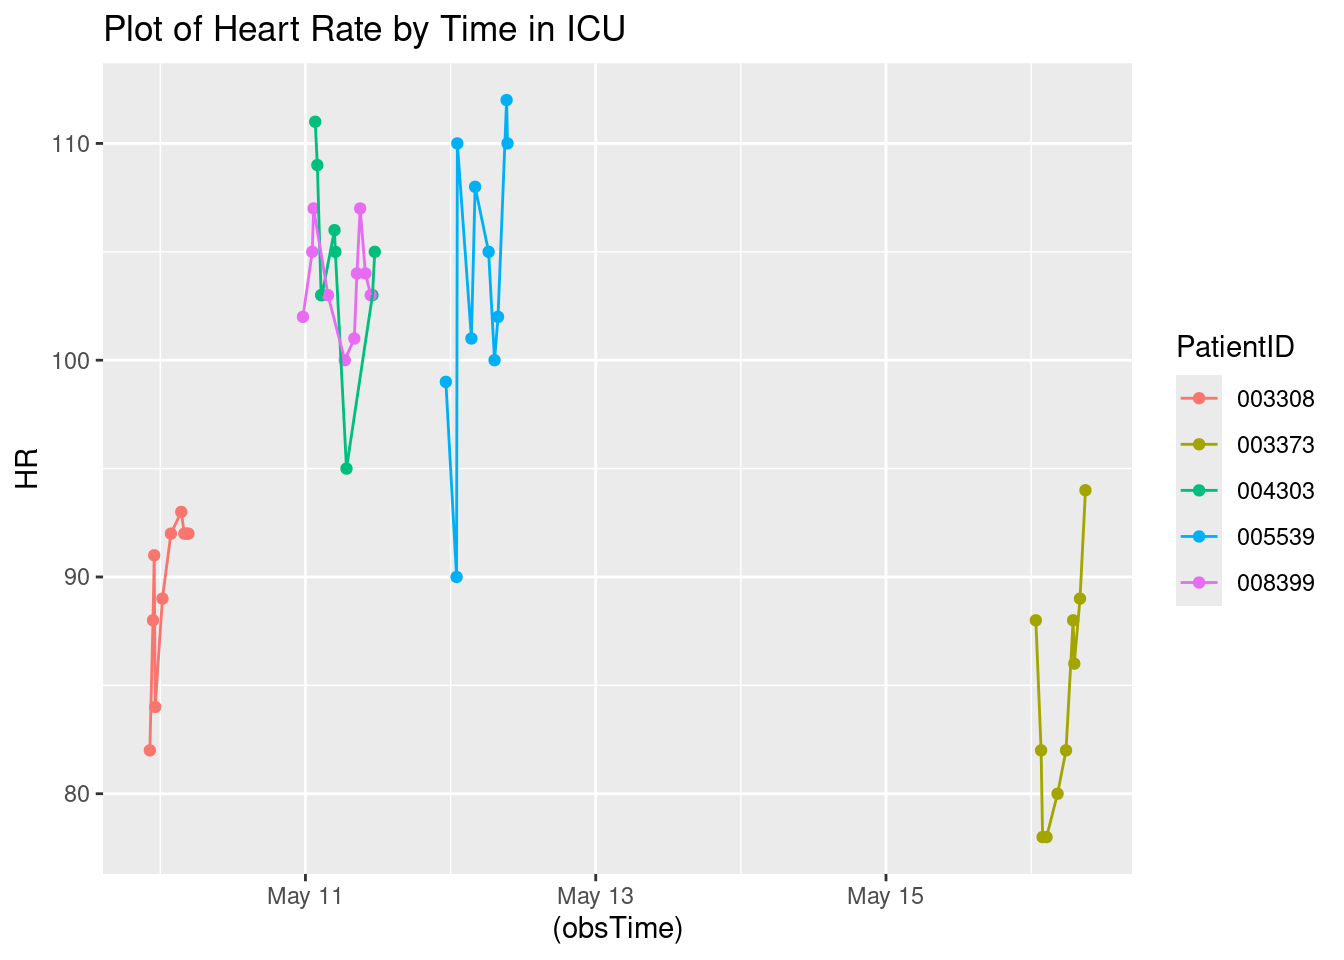 Plot of Heart Rate by Time in ICU
110
100
90
80
HR
May 11
May 13
May 15
(obsTime)
PatientID
003308
003373
004303
005539
008399